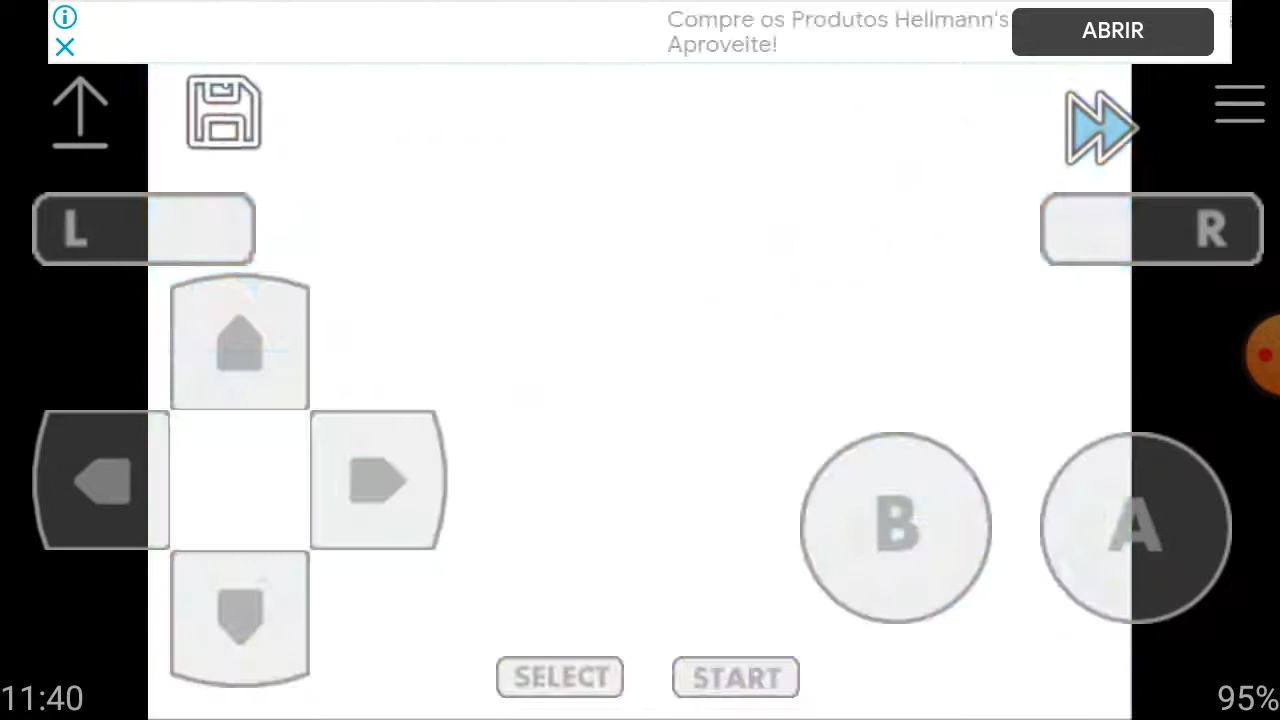 Compre os Produtos Hellmann's
Aproveite!
ABRIR
L
R
B
A
SELECT
START
11:40
95%